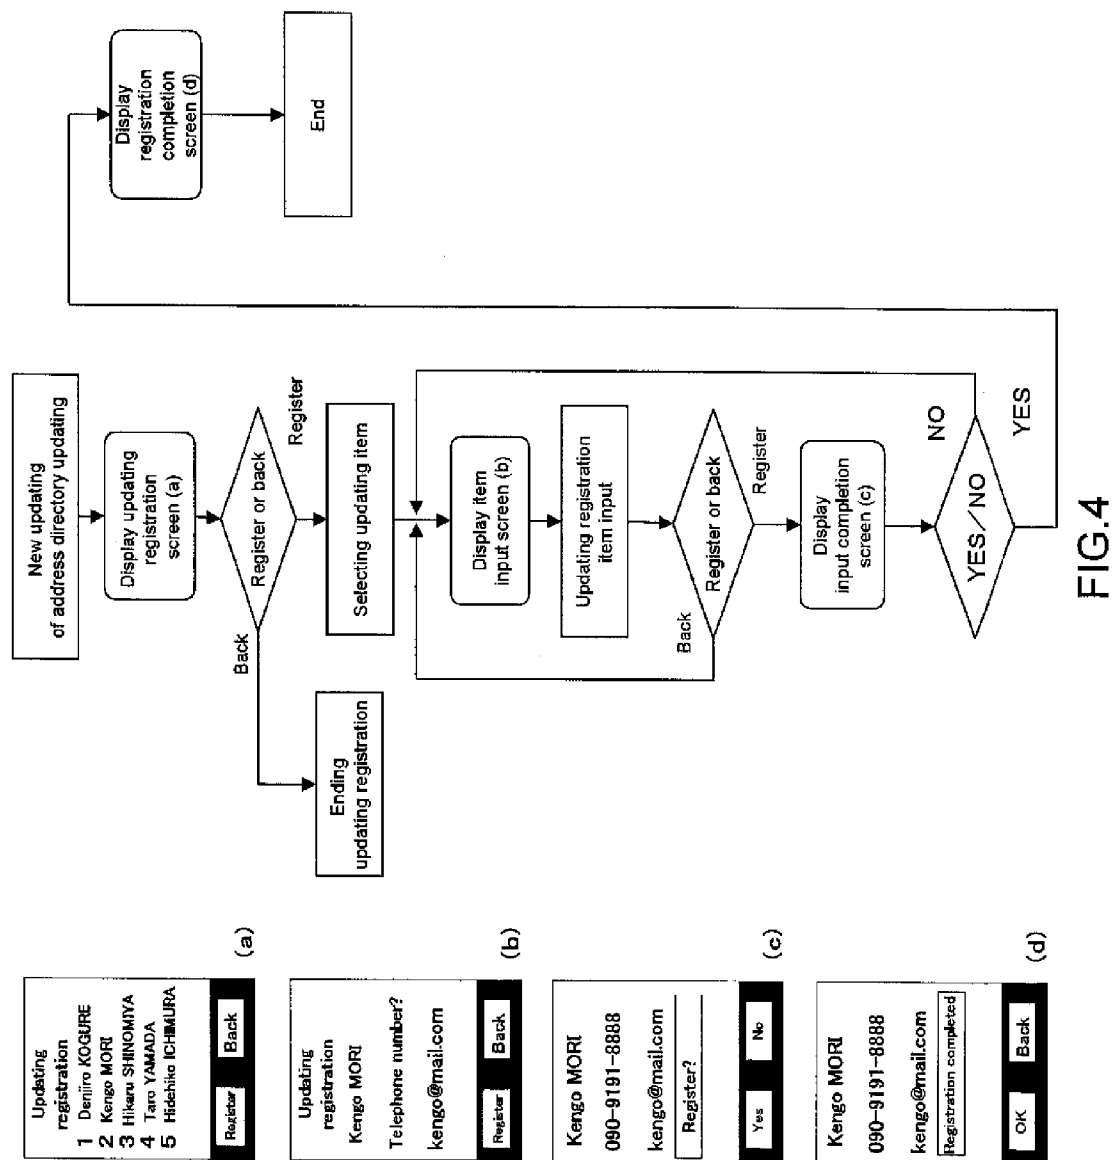 Updating
registration
1 Denjiro KOGURE
2 Kengo MORI
3 Hikaru SHINOMIYA
4 Taro YAMADA
5 Hidehiko ICHIMURA
Register Back
(a)
Updating
registration
Kengo MORI
Telephone number?
kengo@mail.com
Register Back
(b)
Kengo MORI
090-9191-8888
kengo@mail.com
Register?
Yes No
(c)
Kengo MORI
090-9191-8888
kengo@mail.com
Registration completed
OK Back
(d)
New updating
of address directory updating
Display updating
registration
screen (a)
Register or back
Back
Register
Ending
updating registration
Selecting updating item
Display item
input screen (b)
Updating registration
item input
Register or back
Back
Register
Display
input completion
screen (c)
YES/NO
NO
YES
Display
registration
completion
screen (d)
End
FIG.4